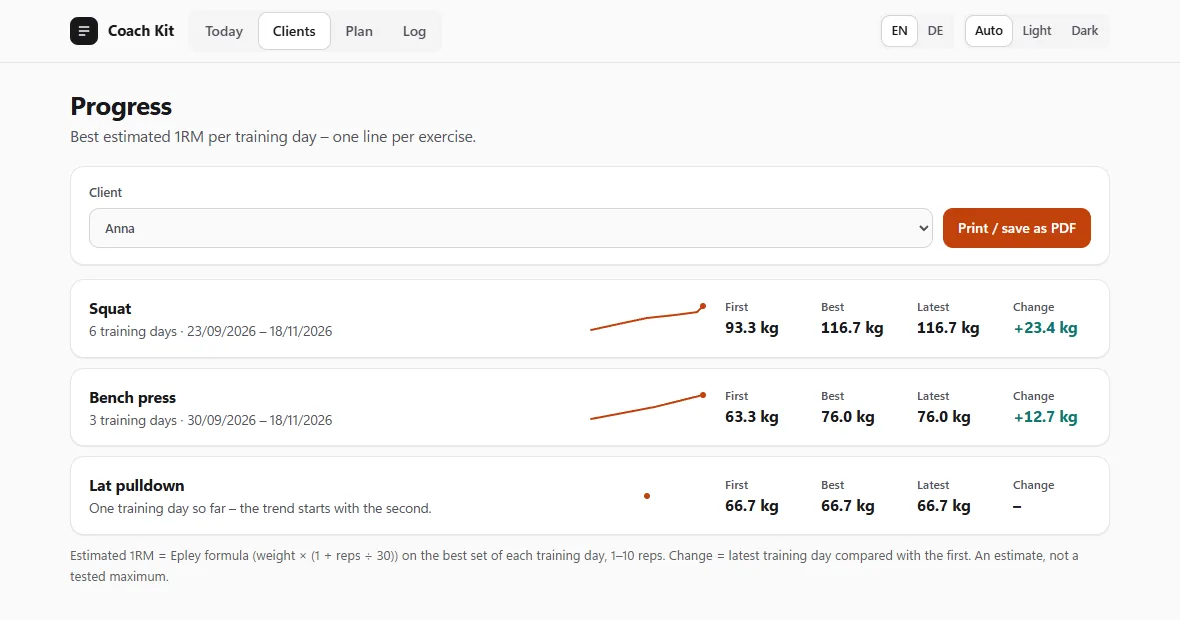 Coach Kit Today Clients Plan Log EN DE Auto Light Dark
Progress
Best estimated 1RM per training day – one line per exercise.
Client
Anna
Print / save as PDF
Squat
6 training days · 23/09/2026 – 18/11/2026
First Best Latest Change
93.3 kg 116.7 kg 116.7 kg +23.4 kg
Bench press
3 training days · 30/09/2026 – 18/11/2026
First Best Latest Change
63.3 kg 76.0 kg 76.0 kg +12.7 kg
Lat pulldown
One training day so far – the trend starts with the second.
First Best Latest Change
66.7 kg 66.7 kg 66.7 kg –
Estimated 1RM = Epley formula (weight × (1 + reps ÷ 30)) on the best set of each training day, 1–10 reps. Change = latest training day compared with the first. An estimate, not a
tested maximum.